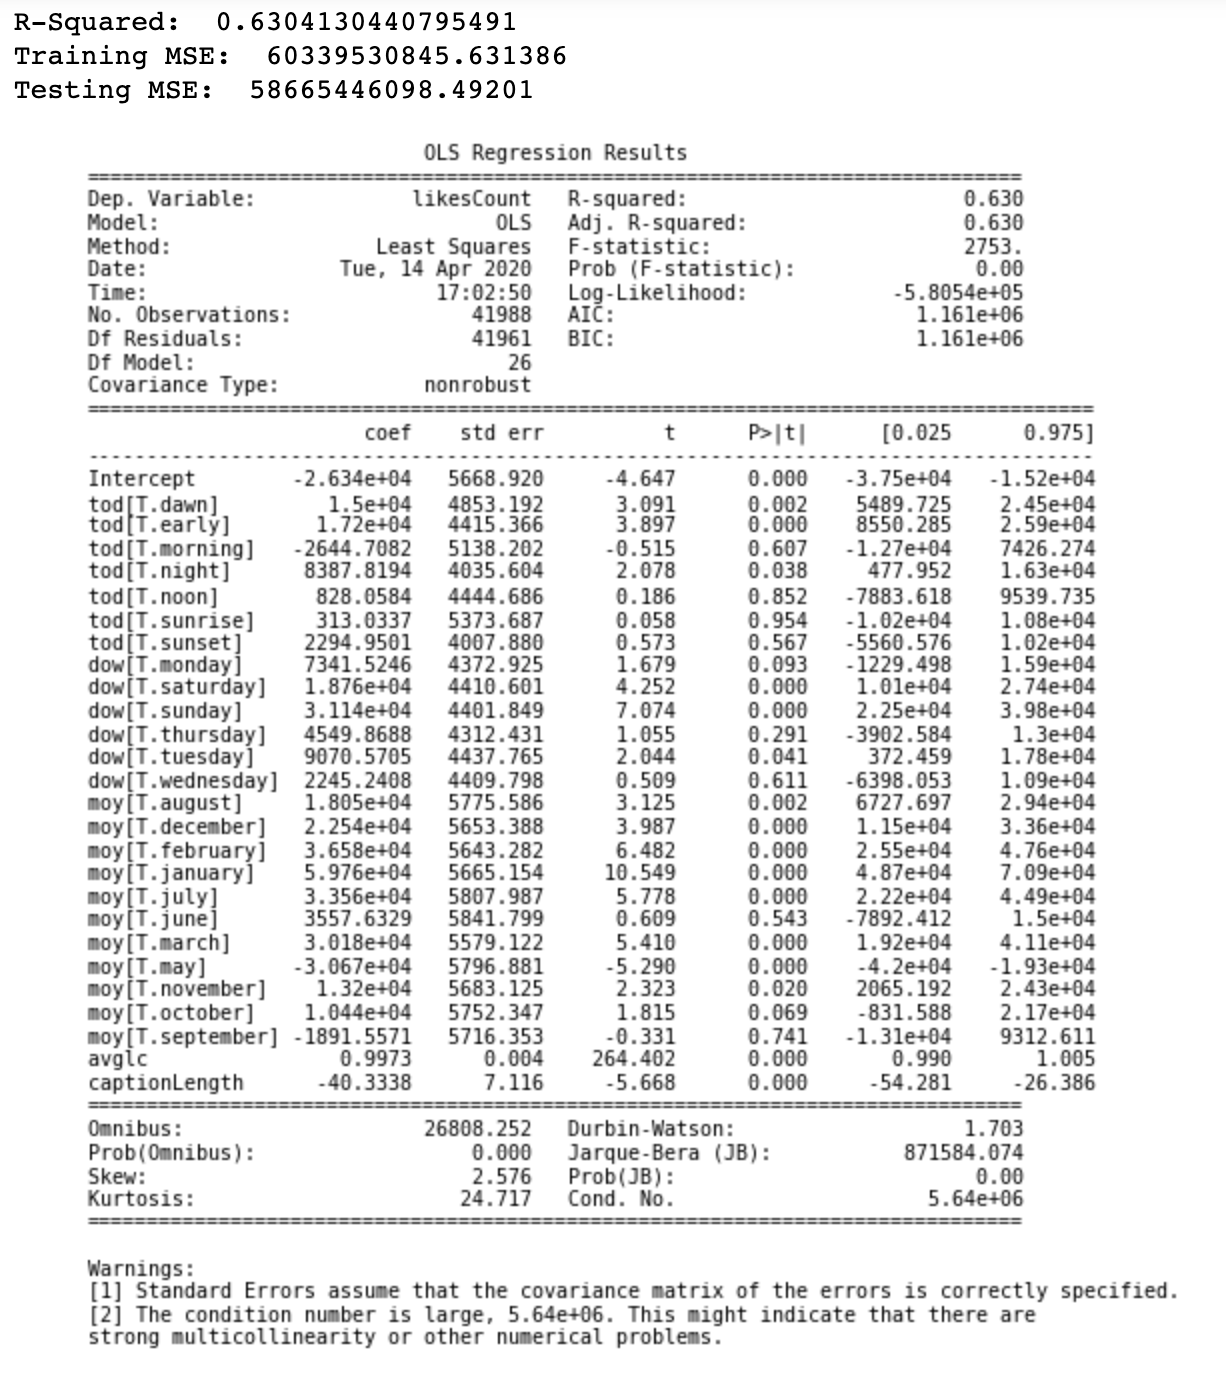 R-Squared:  0.6304130440795491
Training MSE:  60339530845.631386
Testing MSE:  58665446098.49201
OLS Regression Results
==============================================================================
Dep. Variable: likesCount R-squared: 0.630
Model: OLS Adj. R-squared: 0.630
Method: Least Squares F-statistic: 2753.
Date: Tue, 14 Apr 2020 Prob (F-statistic): 0.00
Time: 17:02:50 Log-Likelihood: -5.8054e+05
No. Observations: 41988 AIC: 1.161e+06
Df Residuals: 41961 BIC: 1.161e+06
Df Model: 26
Covariance Type: nonrobust
====================================================================================
coef std err t P>|t| [0.025 0.975]
------------------------------------------------------------------------------------
Intercept -2.634e+04 5668.920 -4.647 0.000 -3.75e+04 -1.52e+04
tod[T.dawn] 1.5e+04 4853.192 3.091 0.002 5489.725 2.45e+04
tod[T.early] 1.72e+04 4415.366 3.897 0.000 8550.285 2.59e+04
tod[T.morning] -2644.7082 5138.202 -0.515 0.607 -1.27e+04 7426.274
tod[T.night] 8387.8194 4035.604 2.078 0.038 477.952 1.63e+04
tod[T.noon] 828.0584 4444.686 0.186 0.852 -7883.618 9539.735
tod[T.sunrise] 313.0337 5373.687 0.058 0.954 -1.02e+04 1.08e+04
tod[T.sunset] 2294.9501 4007.880 0.573 0.567 -5560.576 1.02e+04
dow[T.monday] 7341.5246 4372.925 1.679 0.093 -1229.498 1.59e+04
dow[T.saturday] 1.876e+04 4410.601 4.252 0.000 1.01e+04 2.74e+04
dow[T.sunday] 3.114e+04 4401.849 7.074 0.000 2.25e+04 3.98e+04
dow[T.thursday] 4549.8688 4312.431 1.055 0.291 -3902.584 1.3e+04
dow[T.tuesday] 9070.5705 4437.765 2.044 0.041 372.459 1.78e+04
dow[T.wednesday] 2245.2408 4409.798 0.509 0.611 -6398.053 1.09e+04
moy[T.august] 1.805e+04 5775.586 3.125 0.002 6727.697 2.94e+04
moy[T.december] 2.254e+04 5653.388 3.987 0.000 1.15e+04 3.36e+04
moy[T.february] 3.658e+04 5643.282 6.482 0.000 2.55e+04 4.76e+04
moy[T.january] 5.976e+04 5665.154 10.549 0.000 4.87e+04 7.09e+04
moy[T.july] 3.356e+04 5807.987 5.778 0.000 2.22e+04 4.49e+04
moy[T.june] 3557.6329 5841.799 0.609 0.543 -7892.412 1.5e+04
moy[T.march] 3.018e+04 5579.122 5.410 0.000 1.92e+04 4.11e+04
moy[T.may] -3.067e+04 5796.881 -5.290 0.000 -4.2e+04 -1.93e+04
moy[T.november] 1.32e+04 5683.125 2.323 0.020 2065.192 2.43e+04
moy[T.october] 1.044e+04 5752.347 1.815 0.069 -831.588 2.17e+04
moy[T.september] -1891.5571 5716.353 -0.331 0.741 -1.31e+04 9312.611
avglc 0.9973 0.004 264.402 0.000 0.990 1.005
captionLength -40.3338 7.116 -5.668 0.000 -54.281 -26.386
==============================================================================
Omnibus: 26808.252 Durbin-Watson: 1.703
Prob(Omnibus): 0.000 Jarque-Bera (JB): 871584.074
Skew: 2.576 Prob(JB): 0.00
Kurtosis: 24.717 Cond. No. 5.64e+06
==============================================================================
Warnings:
[1] Standard Errors assume that the covariance matrix of the errors is correctly specified.
[2] The condition number is large, 5.64e+06. This might indicate that there are
strong multicollinearity or other numerical problems.